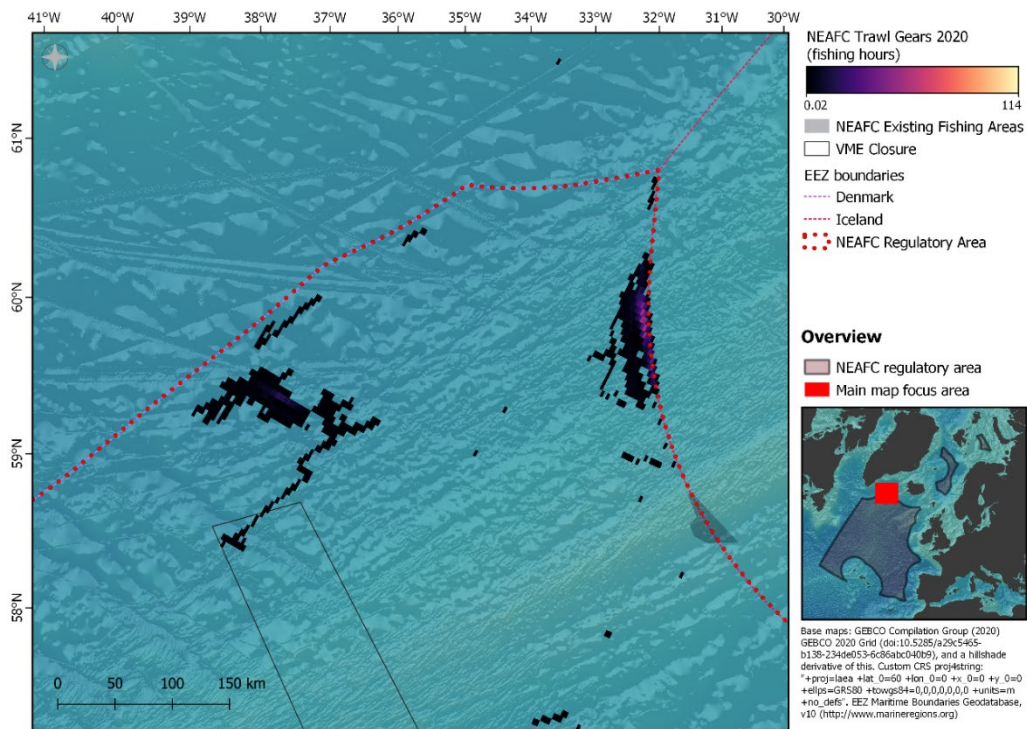 41°W 39°W 38°W 37°W 36°W 35°W 34°W 33°W 32°W 31°W 30°W
61°N
60°N
59°N
58°N
0 50 100 150 km
NEAFC Trawl Gears 2020
(fishing hours)
0.02 114
NEAFC Existing Fishing Areas
VME Closure
EEZ boundaries
Denmark
Iceland
NEAFC Regulatory Area
Overview
NEAFC regulatory area
Main map focus area
Base maps: GEBCO Compilation Group (2020)
GEBCO 2020 Grid (doi:10.5285/a29c5465-
b138-234de053-6c86abc040b9), and a hillshade
derivative of this. Custom CRS proj4string:
"+proj=laea +lat_0=60 +lon_0=0 +x_0=0 +y_0=0
+ellps=GRS80 +towgs84=0,0,0,0,0,0,0 +units=m
+no_defs". EEZ Maritime Boundaries Geodatabase,
v10 (http://www.marineregions.org)